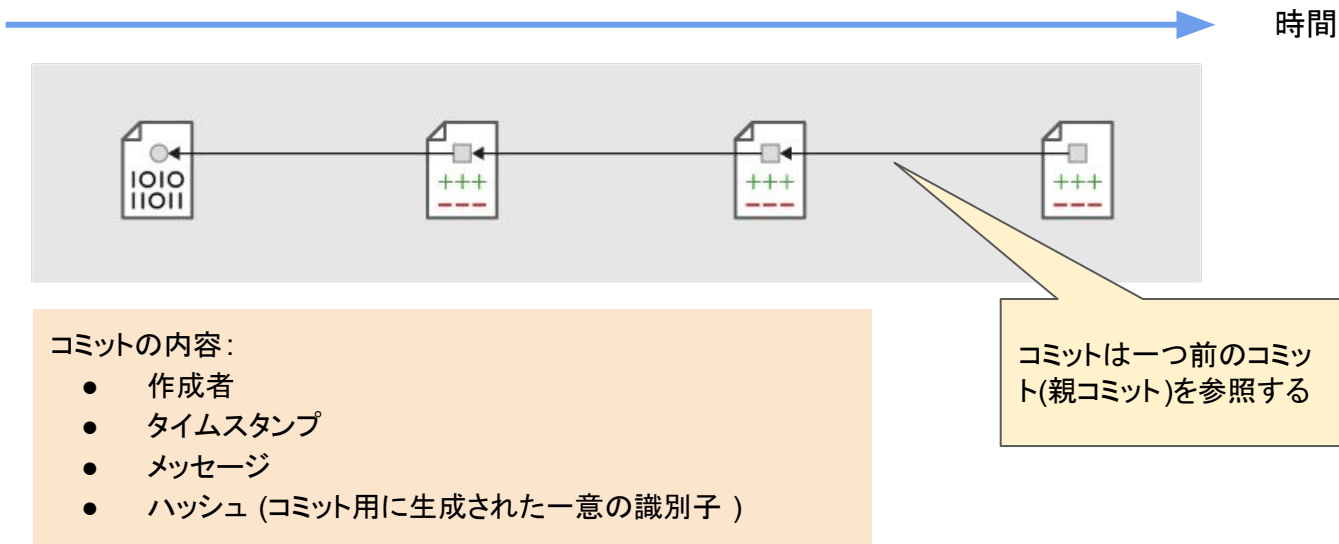 時間
1010
11011
+++
---
+++
---
+++
---
コミットの内容:
● 作成者
● タイムスタンプ
● メッセージ
● ハッシュ (コミット用に生成された一意の識別子 )
コミットは一つ前のコミッ
ト(親コミット)を参照する